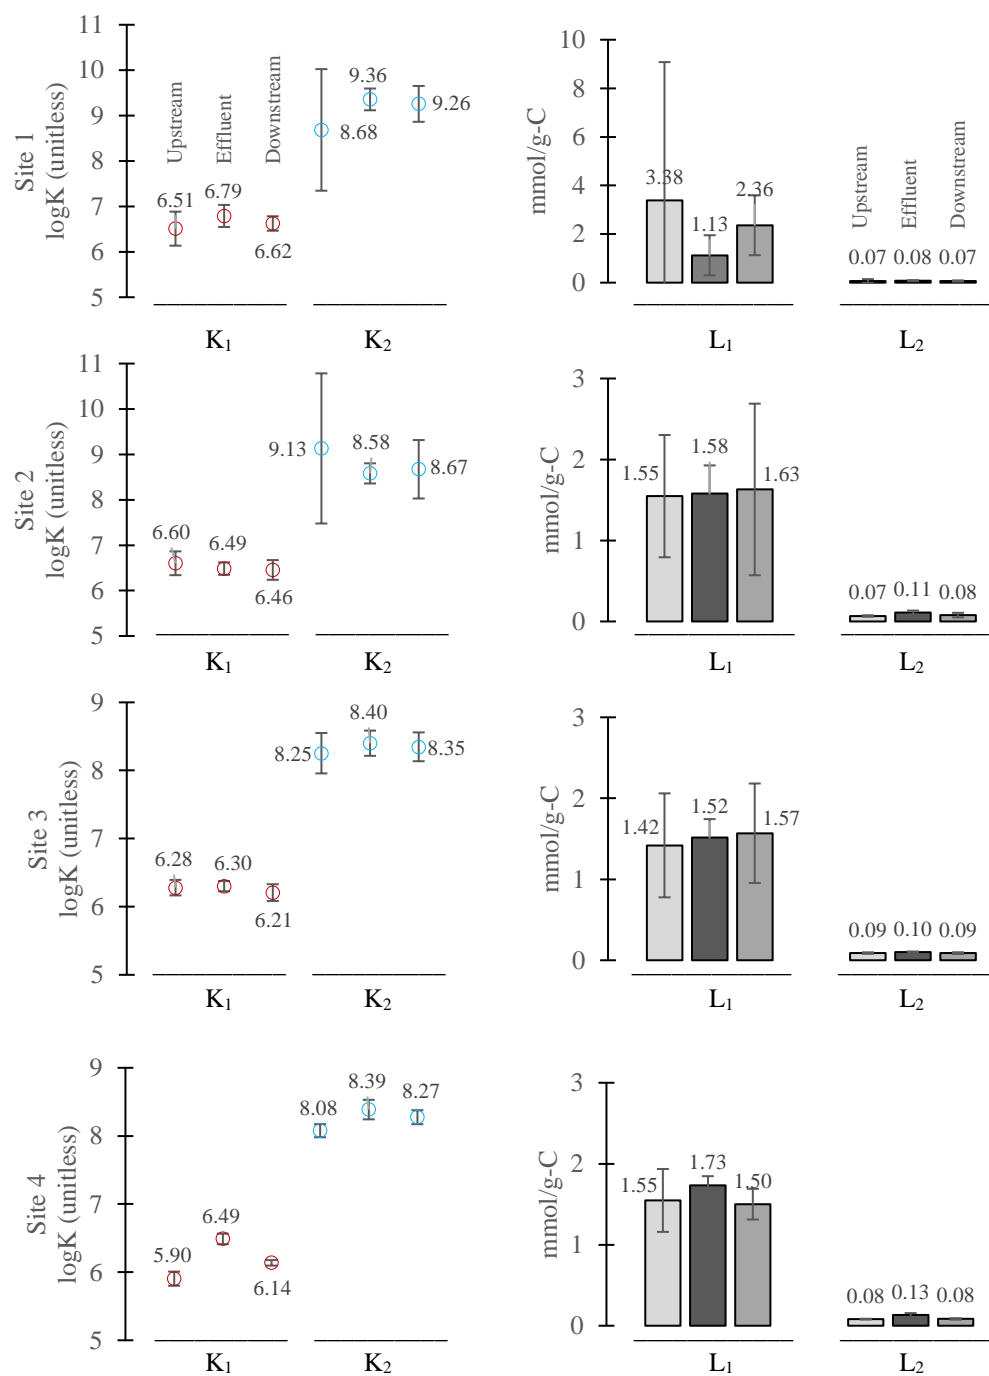 Site 1
logK (unitless)
11
10
9
8
7
6
5
Upstream
Effluent
Downstream
6.51
6.79
6.62
8.68
9.36
9.26
K₁
K₂
mmol/g-C
10
8
6
4
2
0
3.38
1.13
2.36
Upstream
Effluent
Downstream
0.07
0.08
0.07
L₁
L₂
Site 2
logK (unitless)
11
10
9
8
7
6
5
6.60
6.49
6.46
9.13
8.58
8.67
K₁
K₂
mmol/g-C
3
2
1
0
1.55
1.58
1.63
0.07
0.11
0.08
L₁
L₂
Site 3
logK (unitless)
9
8
7
6
5
6.28
6.30
6.21
8.25
8.40
8.35
K₁
K₂
mmol/g-C
3
2
1
0
1.42
1.52
1.57
0.09
0.10
0.09
L₁
L₂
Site 4
logK (unitless)
9
8
7
6
5
5.90
6.49
6.14
8.08
8.39
8.27
K₁
K₂
mmol/g-C
3
2
1
0
1.55
1.73
1.50
0.08
0.13
0.08
L₁
L₂